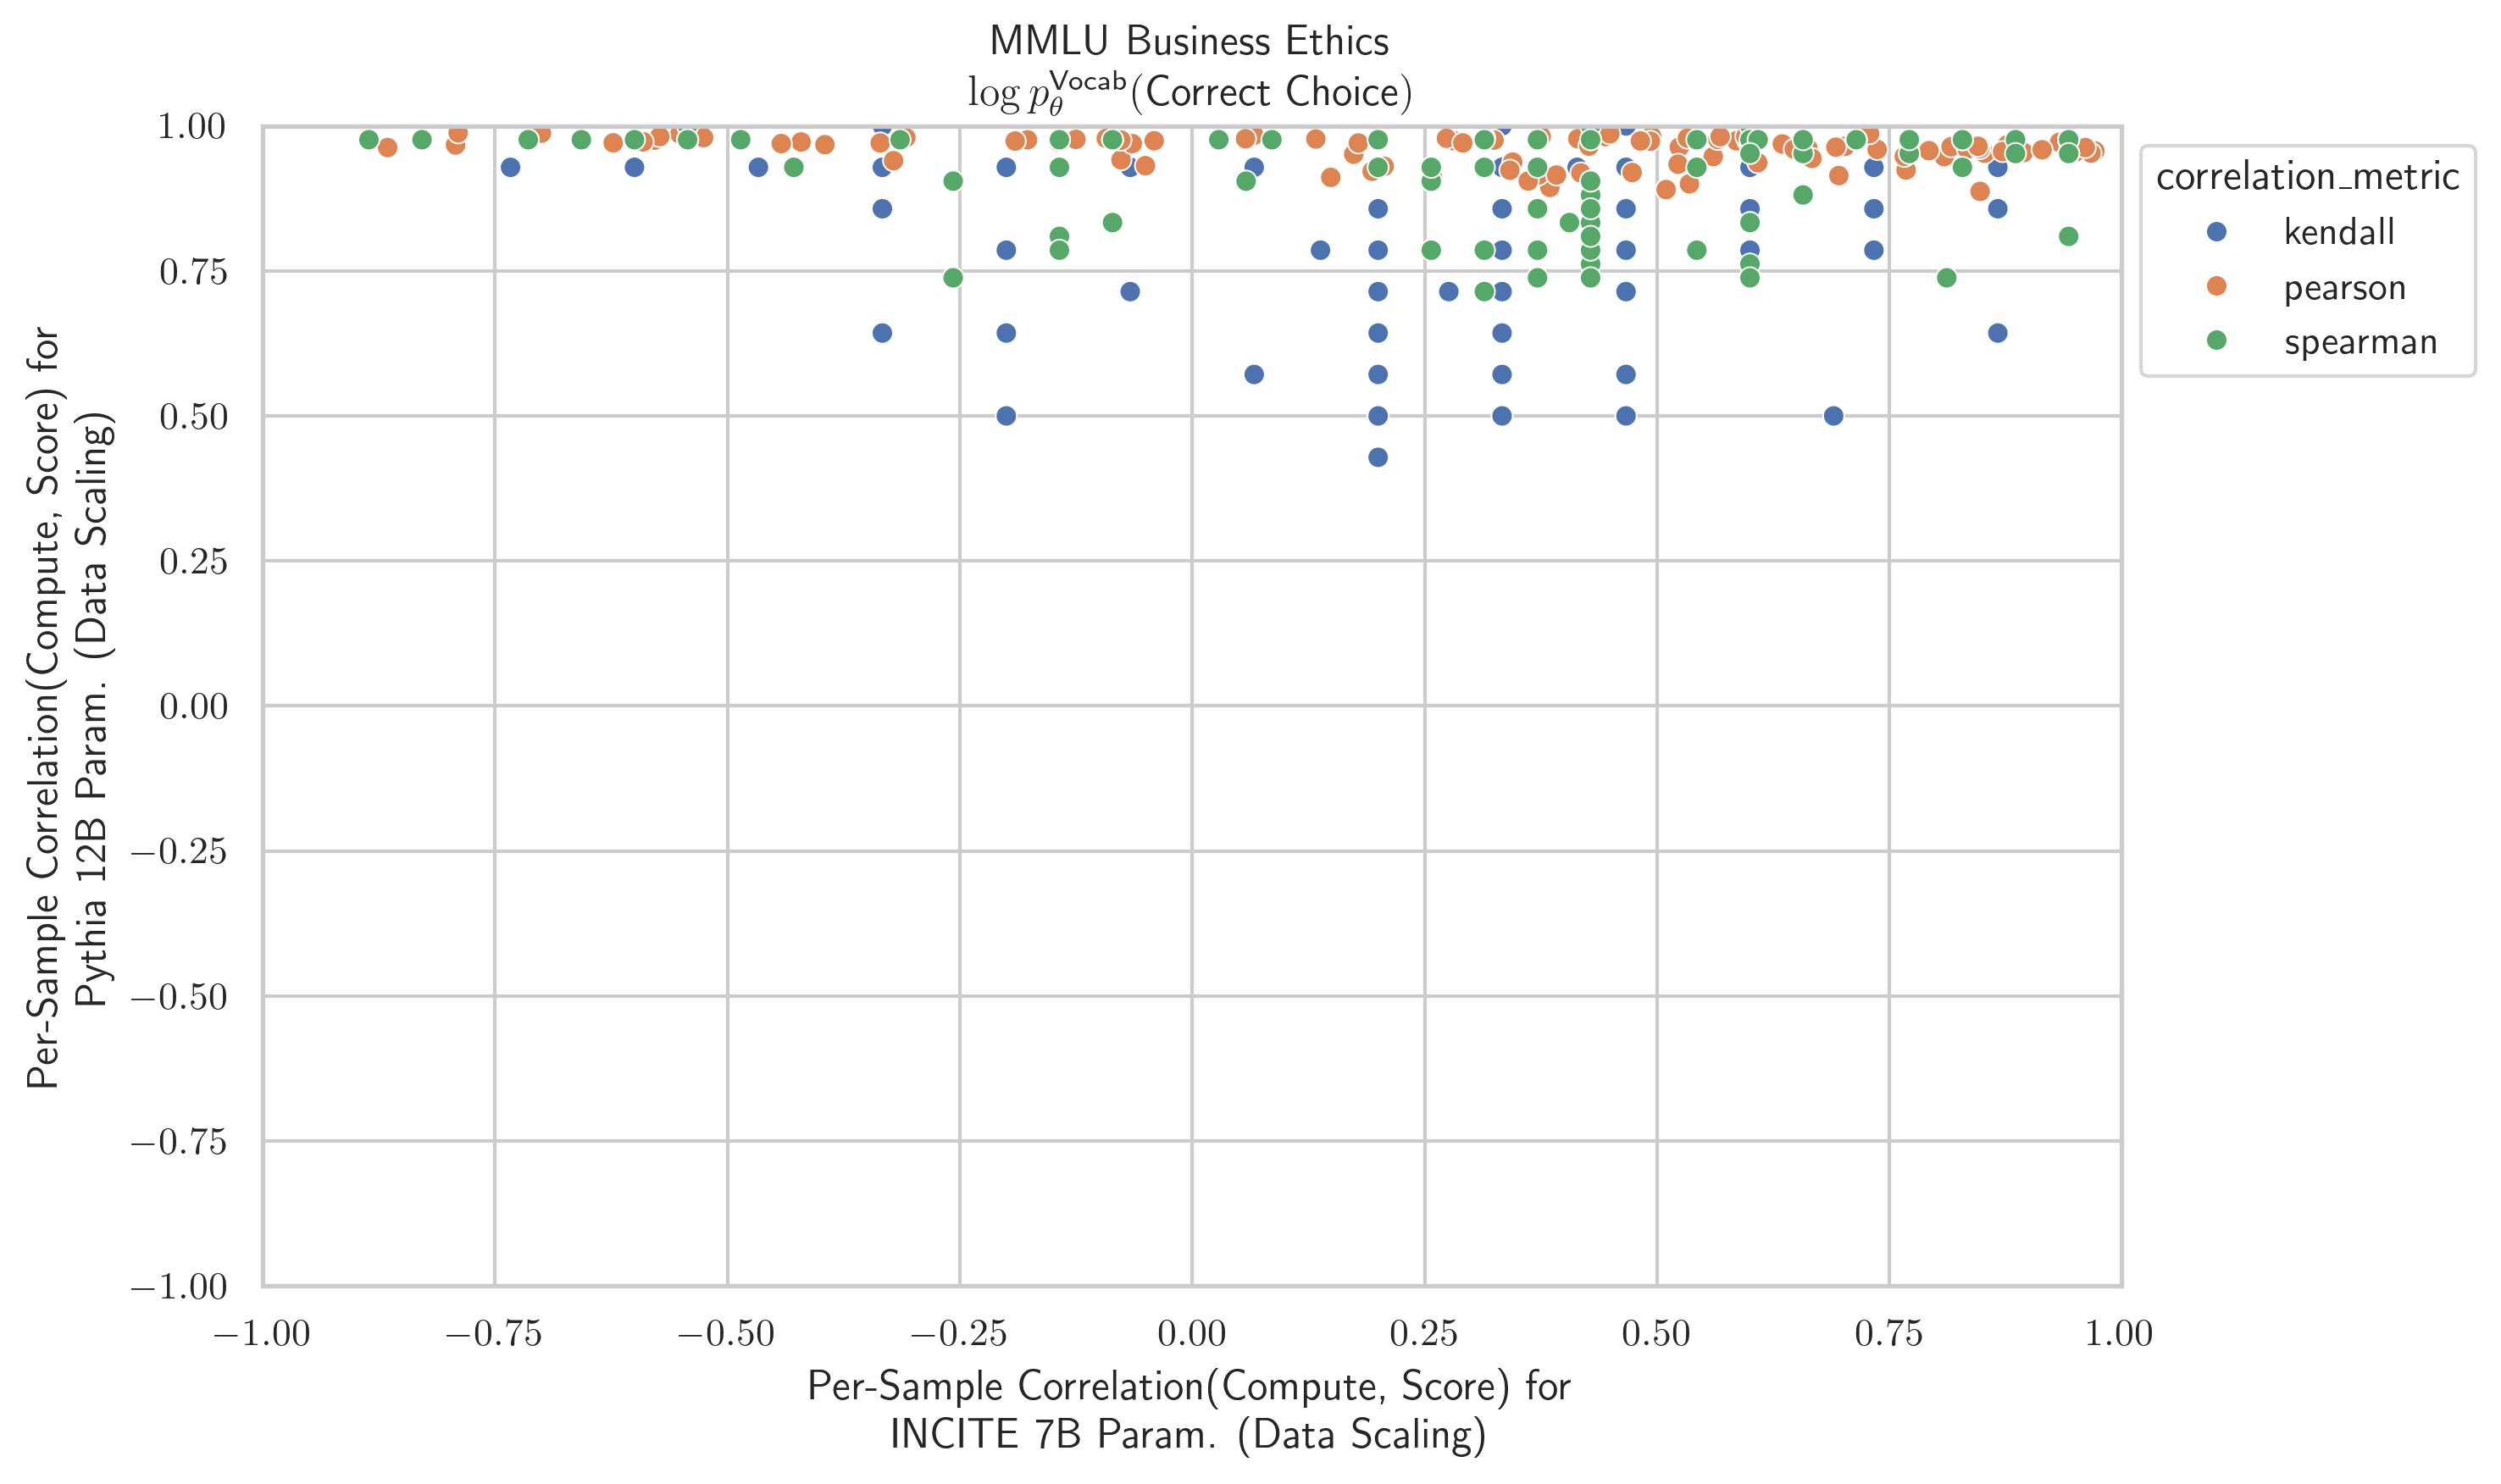 MMLU Business Ethics
log p_θ^Vocab(Correct Choice)
1.00
0.75
0.50
0.25
0.00
−0.25
−0.50
−0.75
−1.00
Per-Sample Correlation(Compute, Score) for
Pythia 12B Param. (Data Scaling)
−1.00
−0.75
−0.50
−0.25
0.00
0.25
0.50
0.75
1.00
Per-Sample Correlation(Compute, Score) for
INCITE 7B Param. (Data Scaling)
correlation_metric
kendall
pearson
spearman